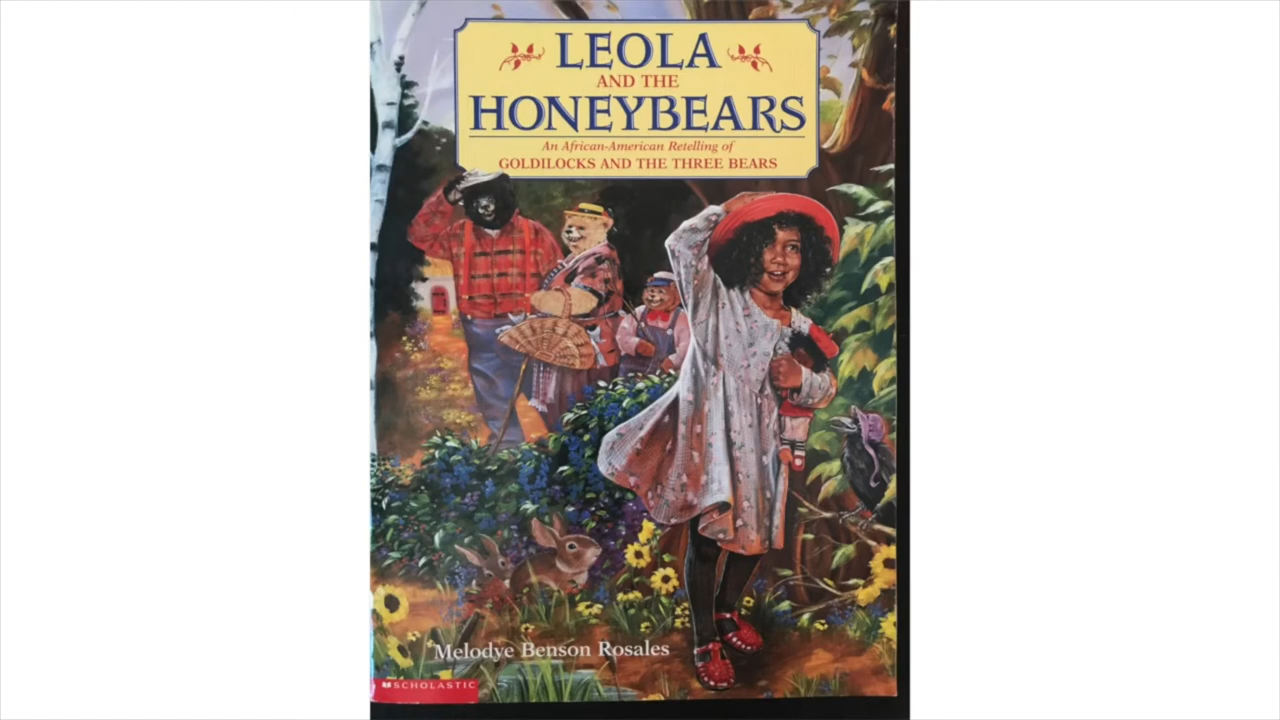 LEOLA
AND THE
HONEYBEARS
An African-American Retelling of
GOLDILOCKS AND THE THREE BEARS
Melodye Benson Rosales
SCHOLASTIC